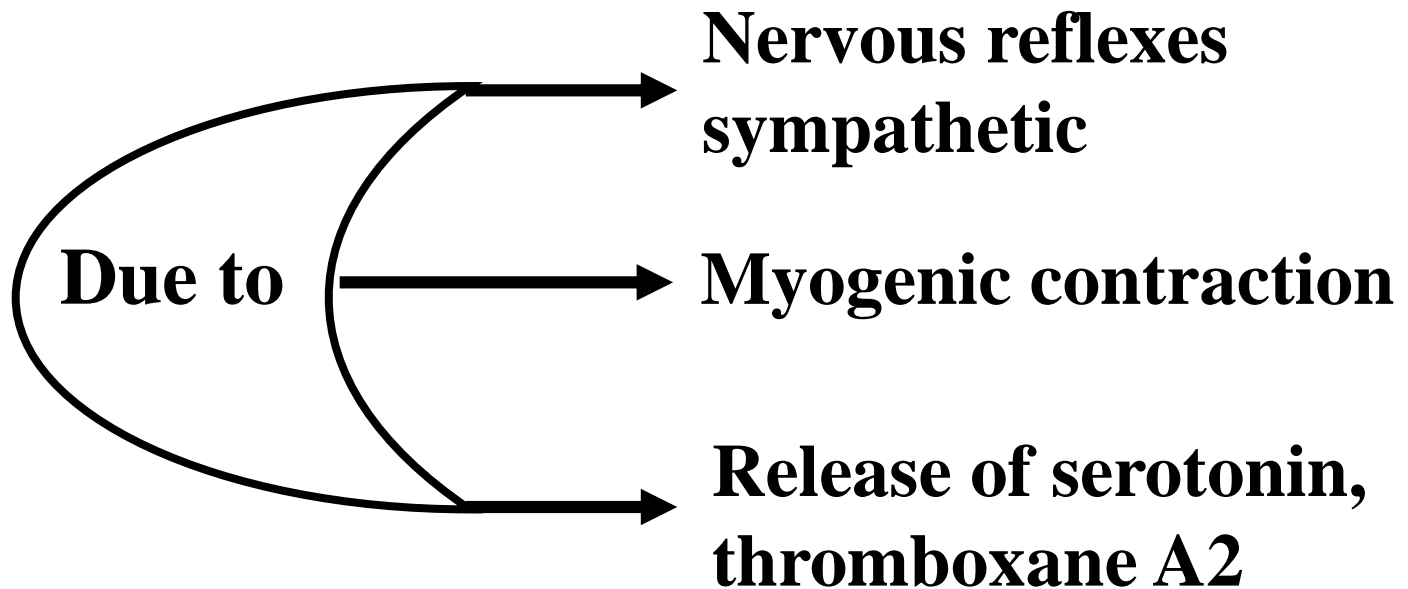 Nervous reflexes
sympathetic
Due to
Myogenic contraction
Release of serotonin,
thromboxane A2